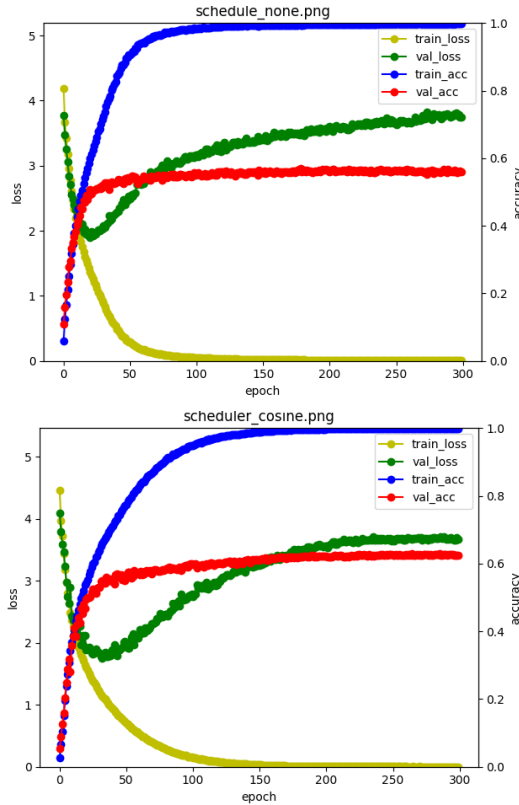 schedule_none.png
5
4
3
2
1
0
loss
train_loss
val_loss
train_acc
val_acc
1.0
0.8
0.6
0.4
0.2
0.0
accuracy
0 50 100 150 200 250 300
epoch
scheduler_cosine.png
5
4
3
2
1
0
loss
train_loss
val_loss
train_acc
val_acc
1.0
0.8
0.6
0.4
0.2
0.0
accuracy
0 50 100 150 200 250 300
epoch